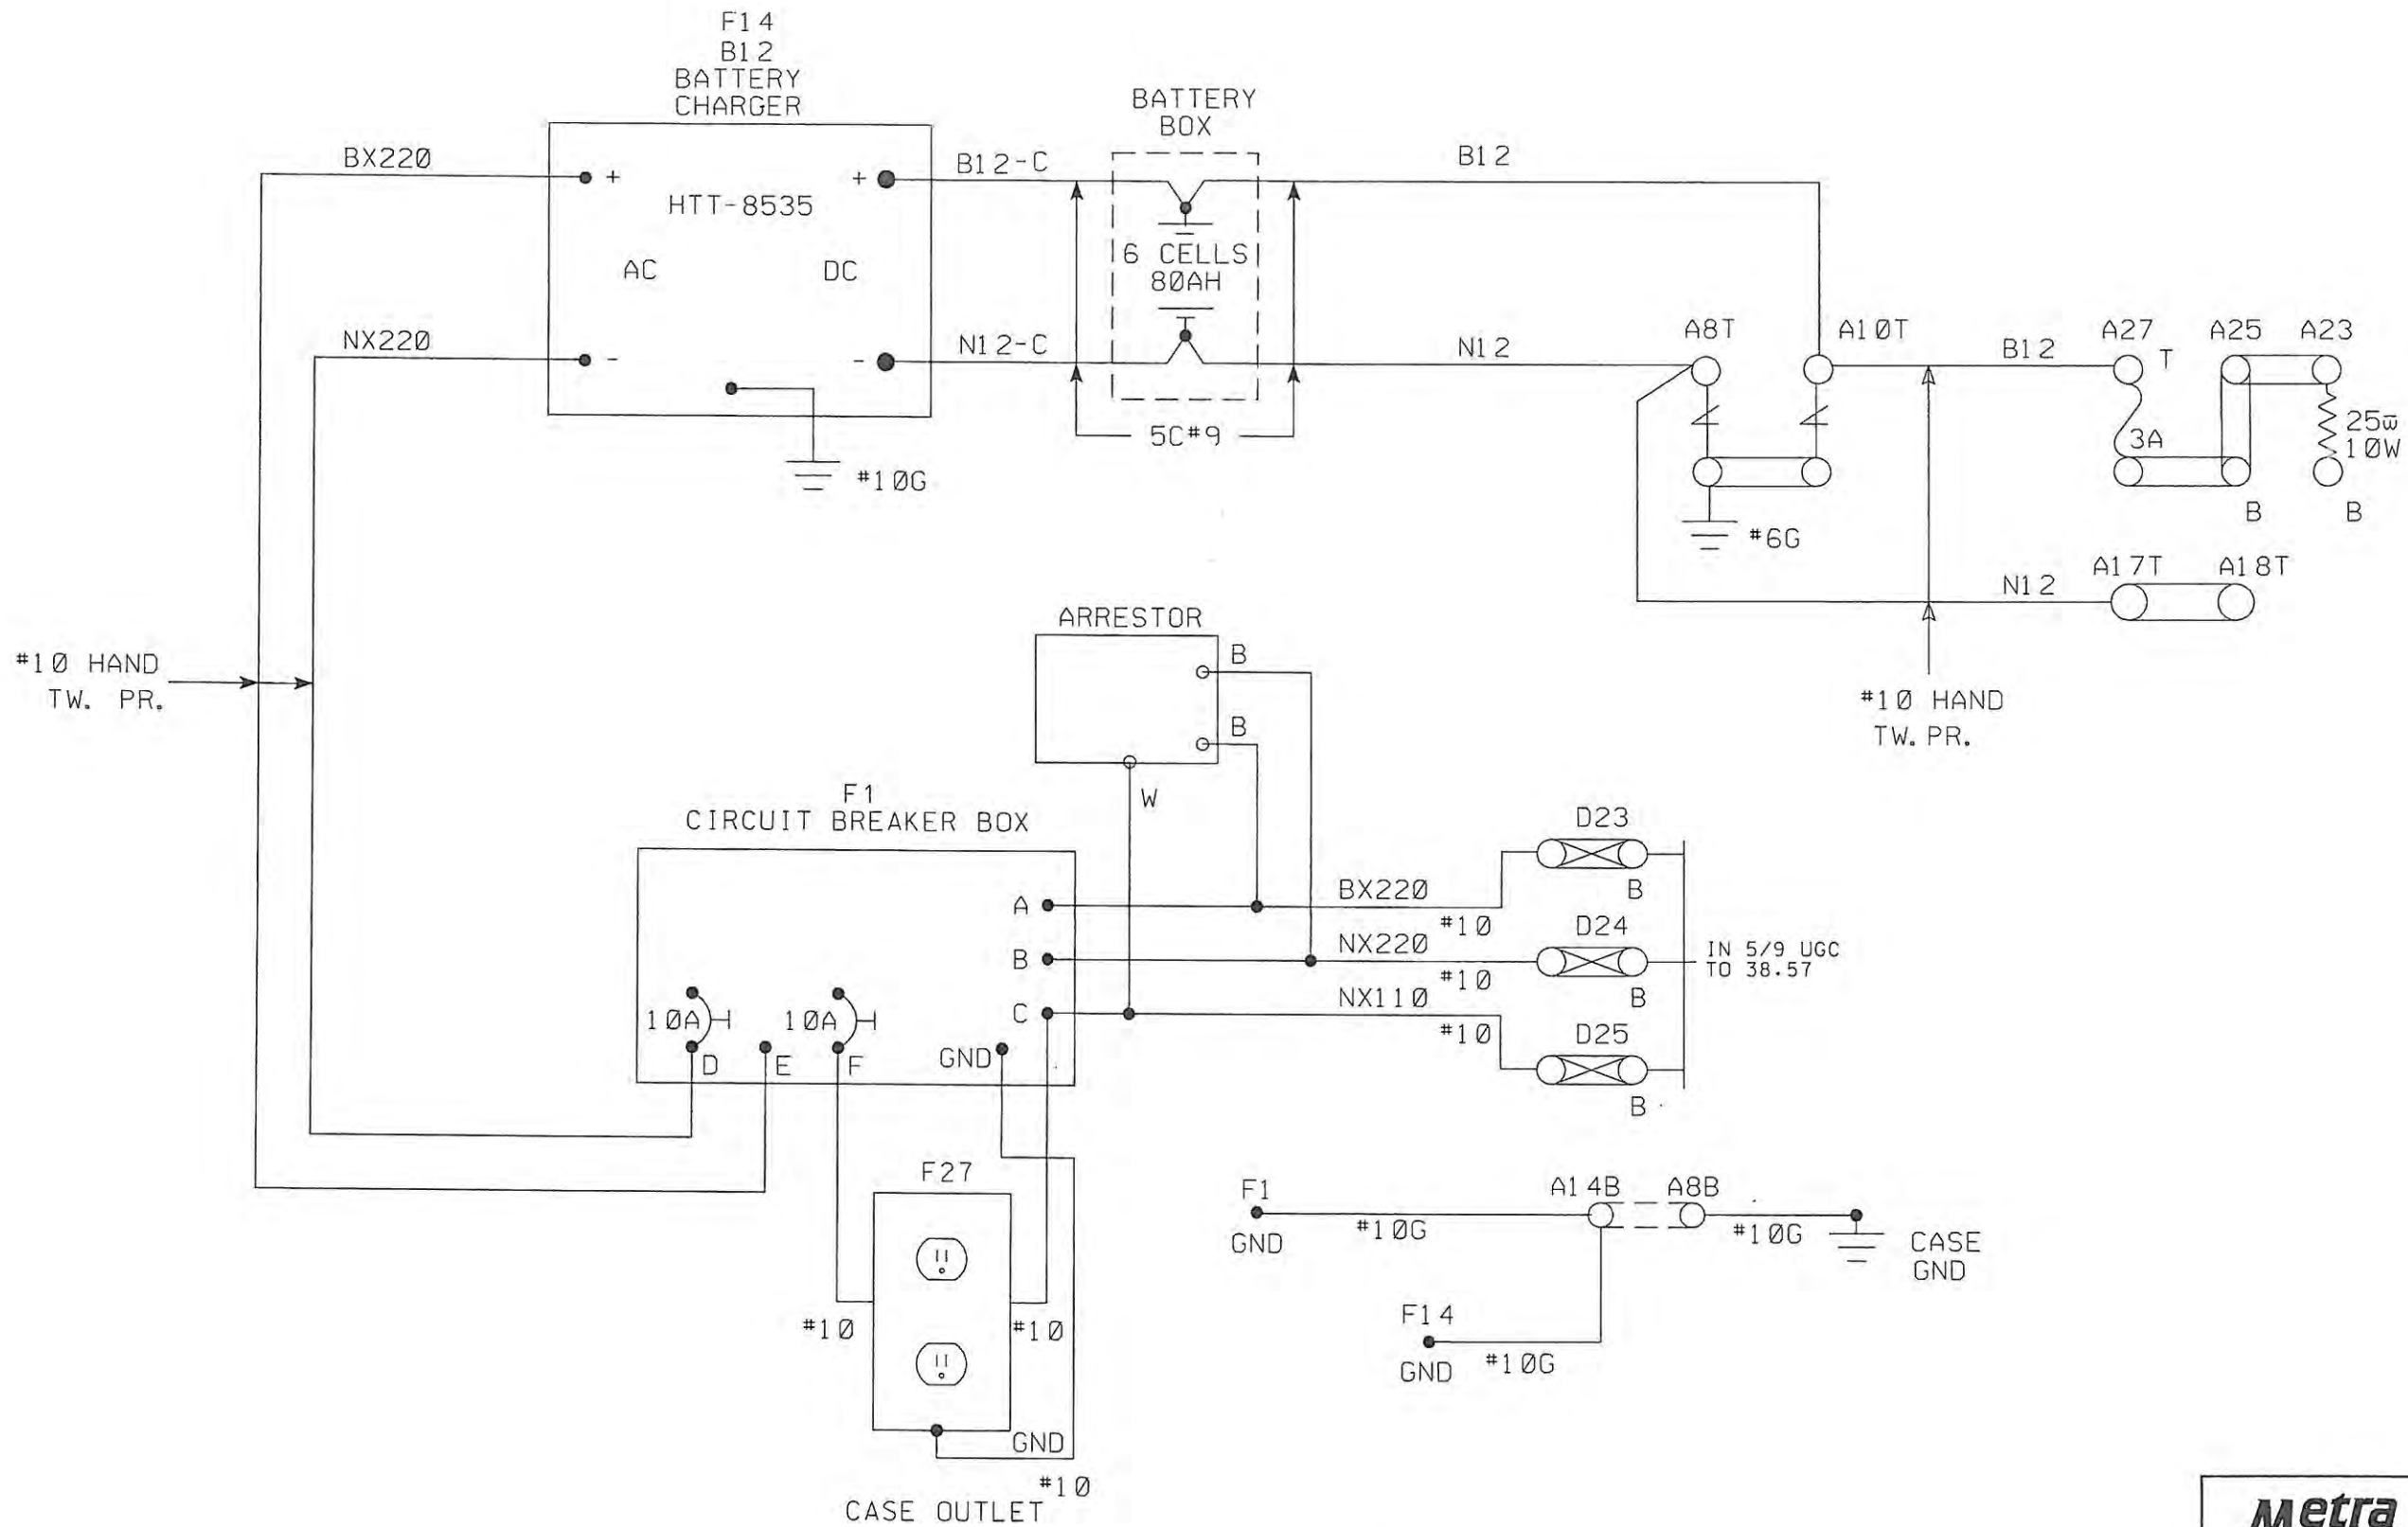 F14
B12
BATTERY
CHARGER
BX220
+
HTT-8535
+
AC
DC
NX220
-
-
#10G
B12-C
N12-C
BATTERY
BOX
6 CELLS
80AH
5C#9
B12
N12
A8T
A10T
#6G
B12
A27
T
3A
A25
B
A23
25ϖ
10W
B
N12
A17T
A18T
#10 HAND
TW. PR.
#10 HAND
TW. PR.
ARRESTOR
B
B
W
F1
CIRCUIT BREAKER BOX
A
B
C
10A
D
E
10A
F
GND
BX220
#10
NX220
#10
NX110
#10
D23
B
D24
B
D25
B
IN 5/9 UGC
TO 38.57
F27
#10
#10
GND
#10
CASE OUTLET
F1
GND
#10G
A14B
A8B
#10G
CASE
GND
F14
GND
#10G
Metra